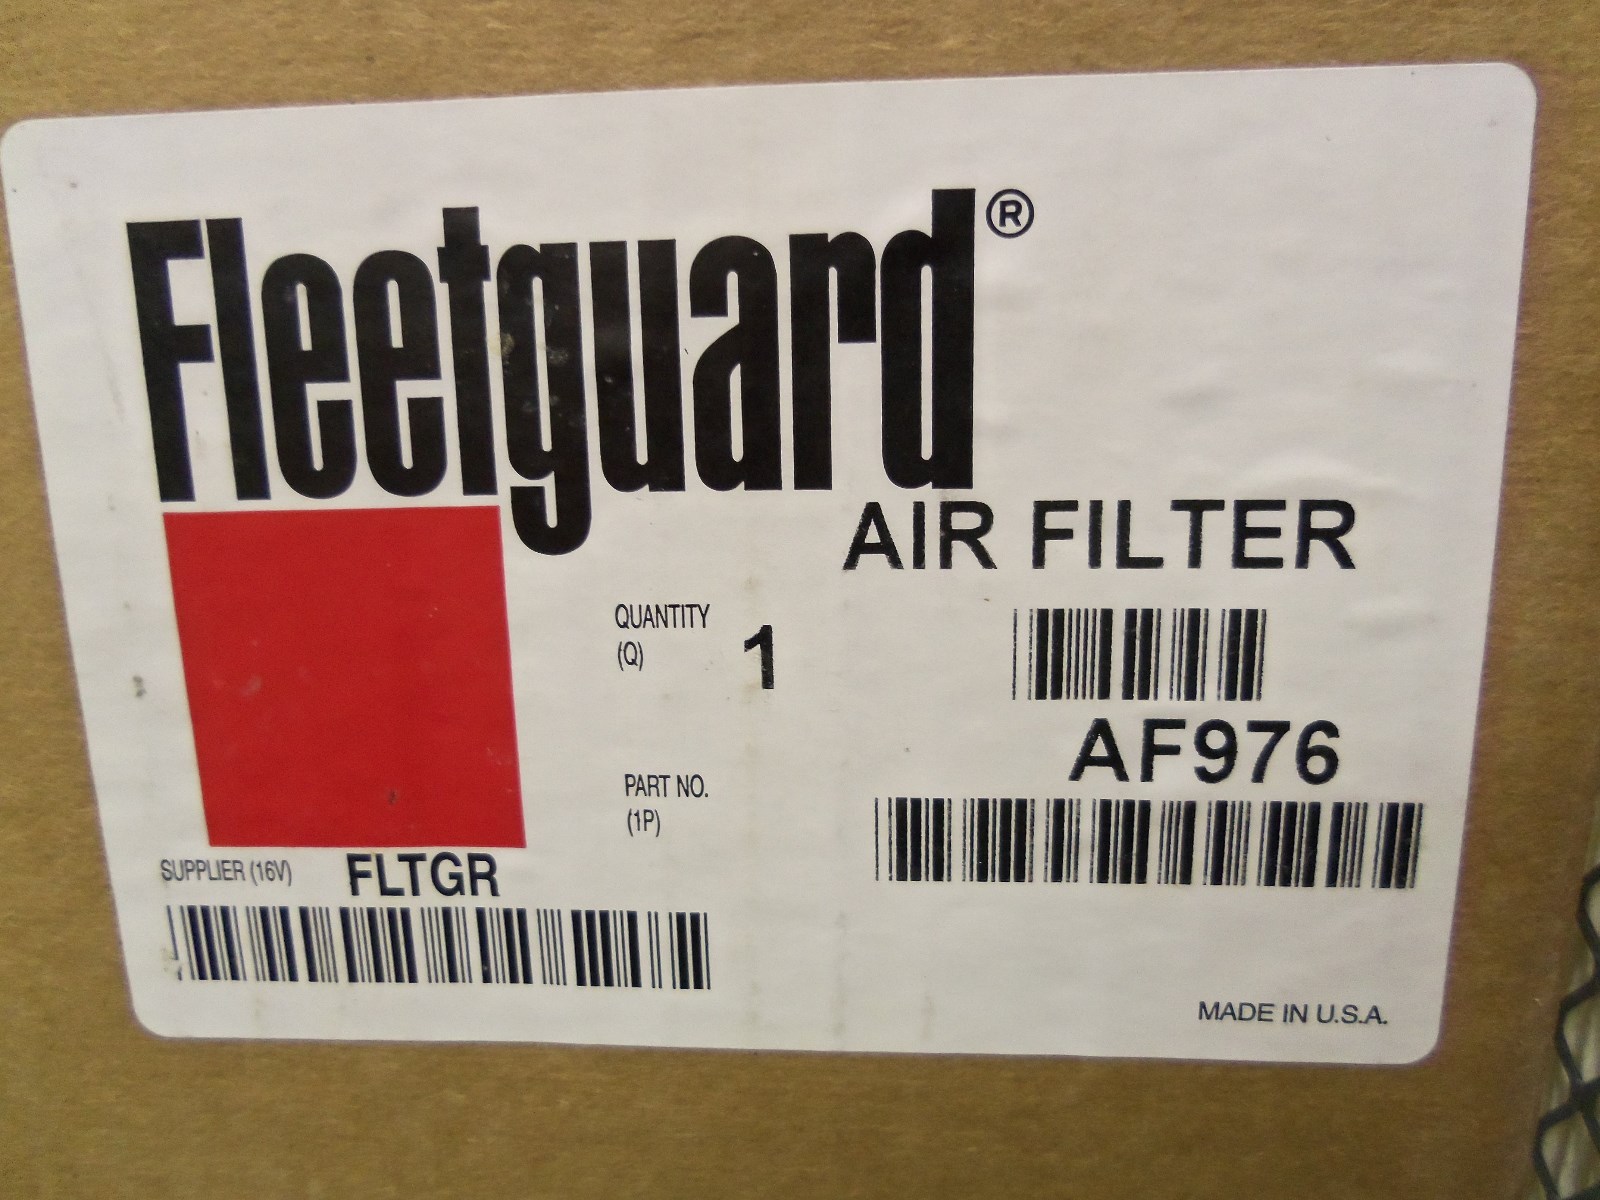 Fleetguard®
AIR FILTER
QUANTITY
(Q)
1
AF976
PART NO.
(1P)
SUPPLIER (16V) FLTGR
MADE IN U.S.A.